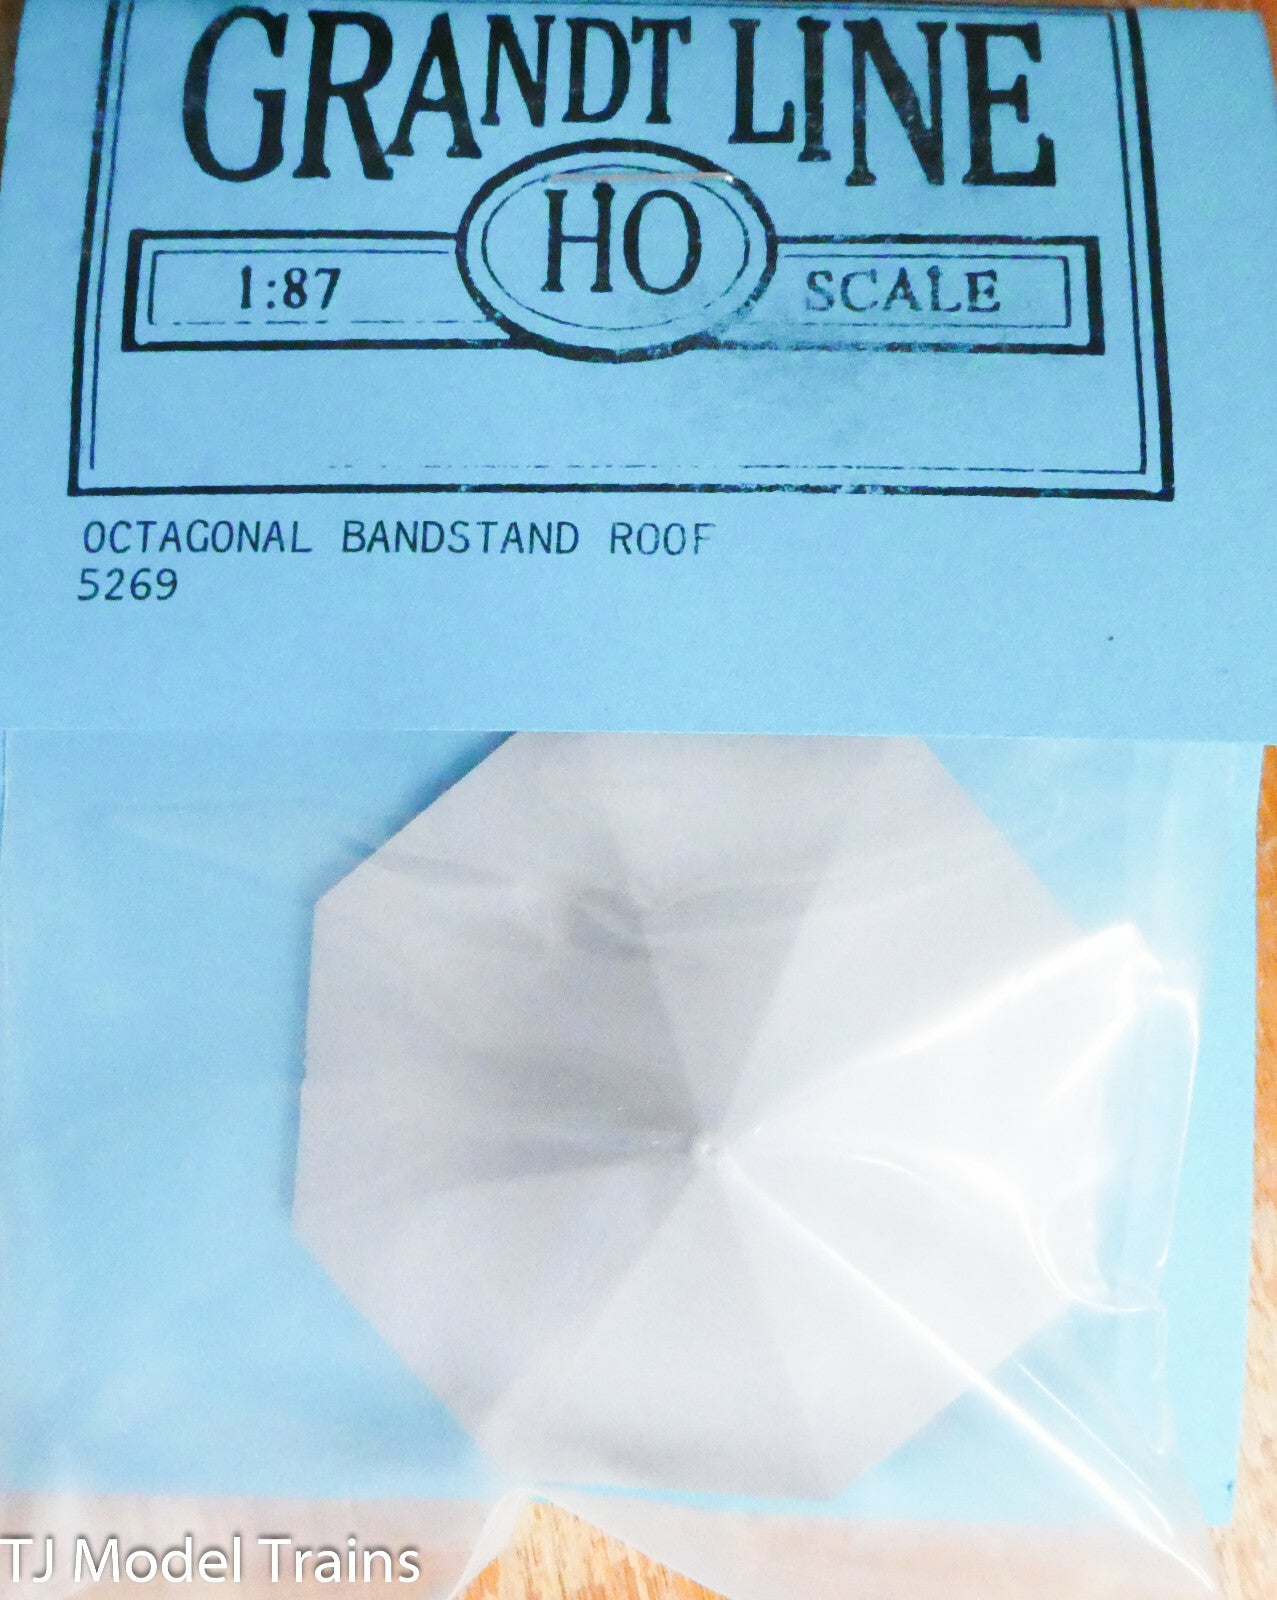 GRANDT LINE
HO
1:87 SCALE
OCTAGONAL BANDSTAND ROOF
5269
TJ Model Trains